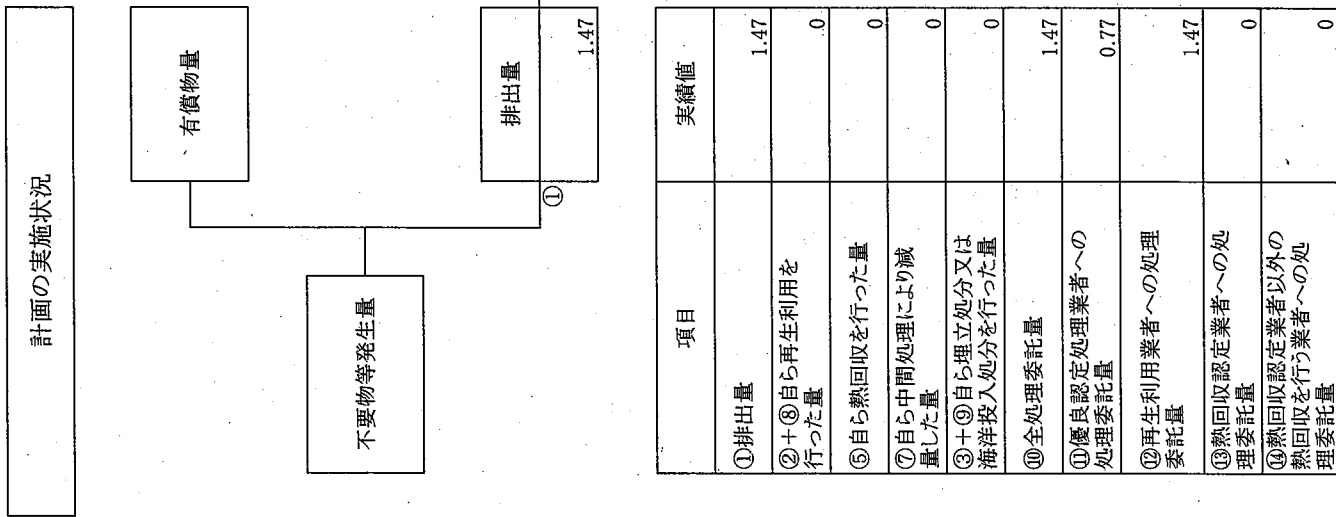 計画の実施状況
不要物等発生量
有償物量
①
排出量
1.47
項目
実績値
①排出量
1.47
②+⑧自ら再生利用を
行った量
0
⑤自ら熱回収を行った量
0
⑦自ら中間処理により減
量した量
0
③+⑨自ら埋立処分又は
海洋投入処分を行った量
0
⑩全処理委託量
1.47
⑪優良認定処理業者への
処理委託量
0.77
⑫再生利用業者への処理
委託量
1.47
⑬熱回収認定業者への処
理委託量
0
⑭熱回収認定業者以外の
熱回収を行う業者への処
理委託量
0